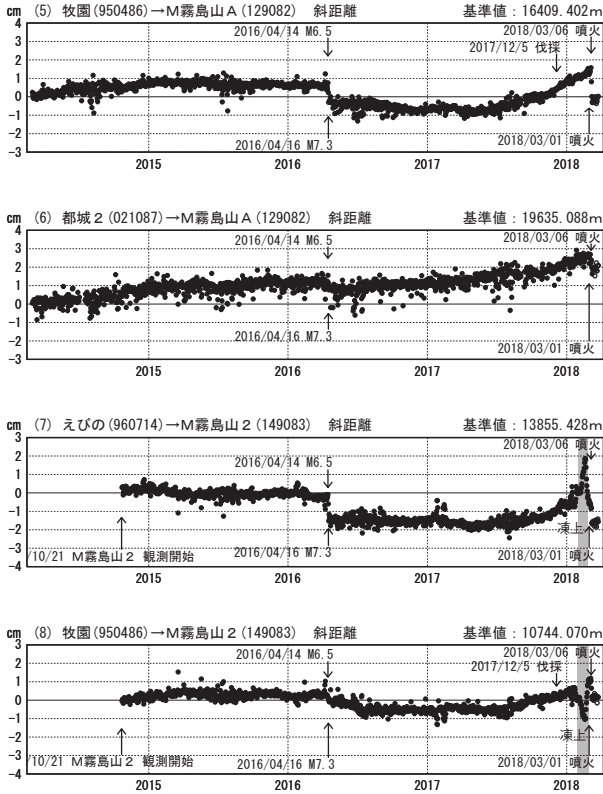 cm (5) 牧園(950486)→M霧島山A(129082) 斜距離 基準値：16409.402m
4
3
2
1
0
-1
-2
-3
2016/04/14 M6.5
2018/03/06 噴火
2017/12/5 伐採
2016/04/16 M7.3
2018/03/01 噴火
2015 2016 2017 2018
cm (6) 都城2(021087)→M霧島山A(129082) 斜距離 基準値：19635.088m
4
3
2
1
0
-1
-2
-3
2016/04/14 M6.5
2018/03/06 噴火
2016/04/16 M7.3
2018/03/01 噴火
2015 2016 2017 2018
cm (7) えびの(960714)→M霧島山2(149083) 斜距離 基準値：13855.428m
3
2
1
0
-1
-2
-3
-4
2016/04/14 M6.5
2018/03/06 噴火
凍上
/10/21 M霧島山2 観測開始
2016/04/16 M7.3
2018/03/01 噴火
2015 2016 2017 2018
cm (8) 牧園(950486)→M霧島山2(149083) 斜距離 基準値：10744.070m
3
2
1
0
-1
-2
-3
-4
2016/04/14 M6.5
2018/03/06 噴火
2017/12/5 伐採
凍上
/10/21 M霧島山2 観測開始
2016/04/16 M7.3
2018/03/01 噴火
2015 2016 2017 2018